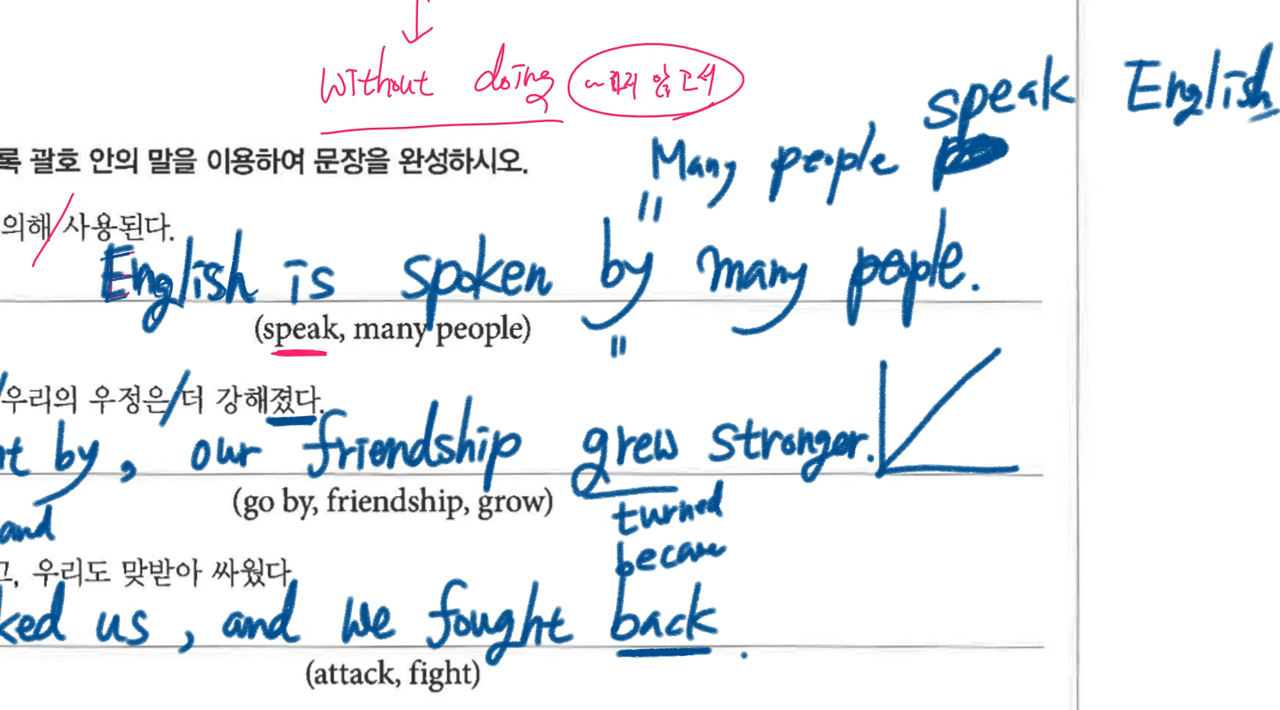 without doing ~하지 않고서
speak English
Many people
록 괄호 안의 말을 이용하여 문장을 완성하시오.
의해 사용된다.
English is spoken by many people.
(speak, many people)
우리의 우정은 더 강해졌다.
nt by, our friendship grew stronger.
(go by, friendship, grow)
and
turned
became
고, 우리도 맞받아 싸웠다
ked us, and we fought back.
(attack, fight)